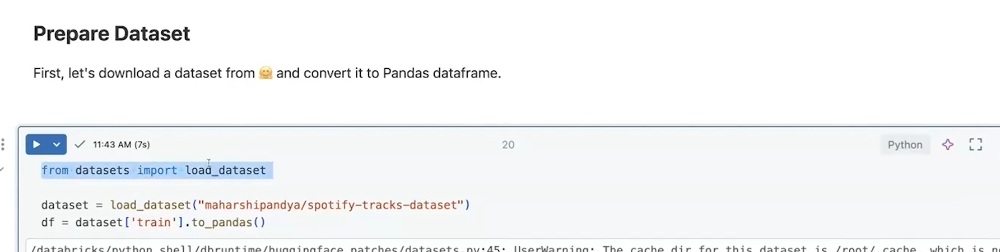 Prepare Dataset
First, let's download a dataset from 🤗 and convert it to Pandas dataframe.
11:43 AM (7s)
20
Python
from datasets import load_dataset
dataset = load_dataset("maharshipandya/spotify-tracks-dataset")
df = dataset['train'].to_pandas()
/databricks/python_shell/dbruntime/huggingface_patches/datasets.py:45: UserWarning: The cache dir for this dataset is /root/.cache, which is